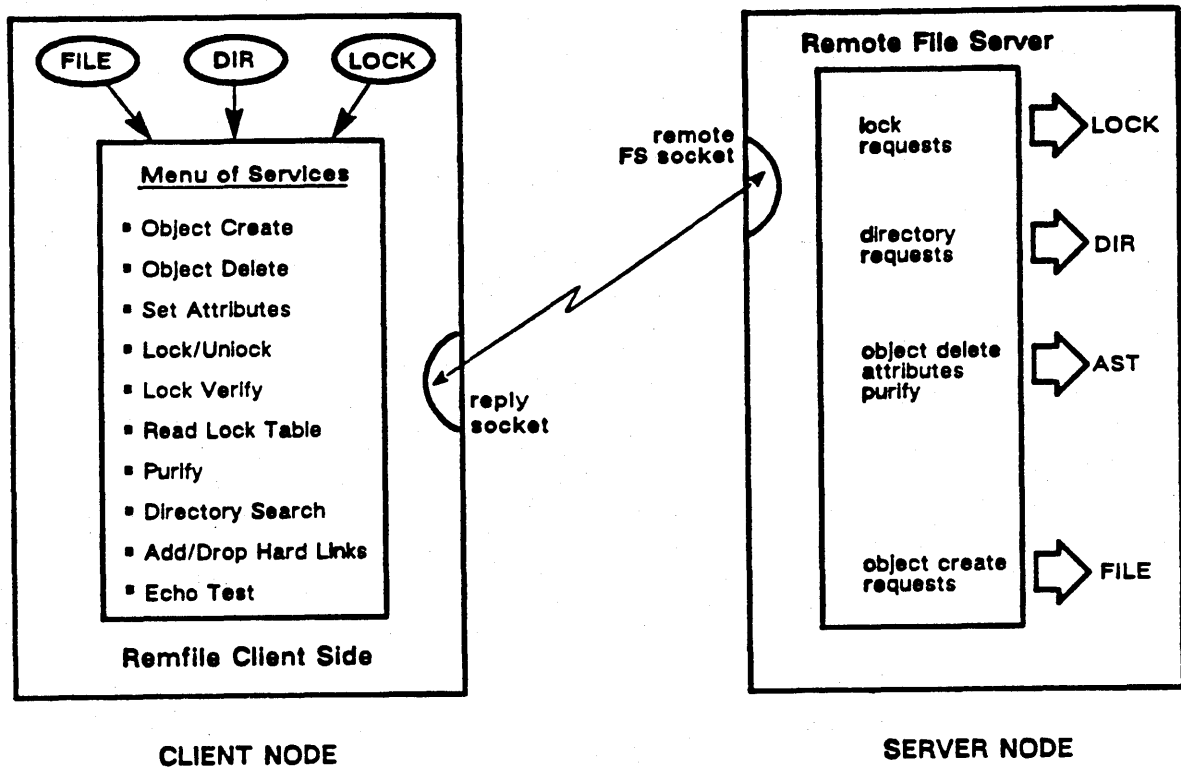 FILE DIR LOCK
Menu of Services
▪ Object Create
▪ Object Delete
▪ Set Attributes
▪ Lock/Unlock
▪ Lock Verify
▪ Read Lock Table
▪ Purify
▪ Directory Search
▪ Add/Drop Hard Links
▪ Echo Test
Remfile Client Side
CLIENT NODE
reply
socket
remote
FS socket
Remote File Server
lock
requests
LOCK
directory
requests
DIR
object delete
attributes
purify
AST
object create
requests
FILE
SERVER NODE